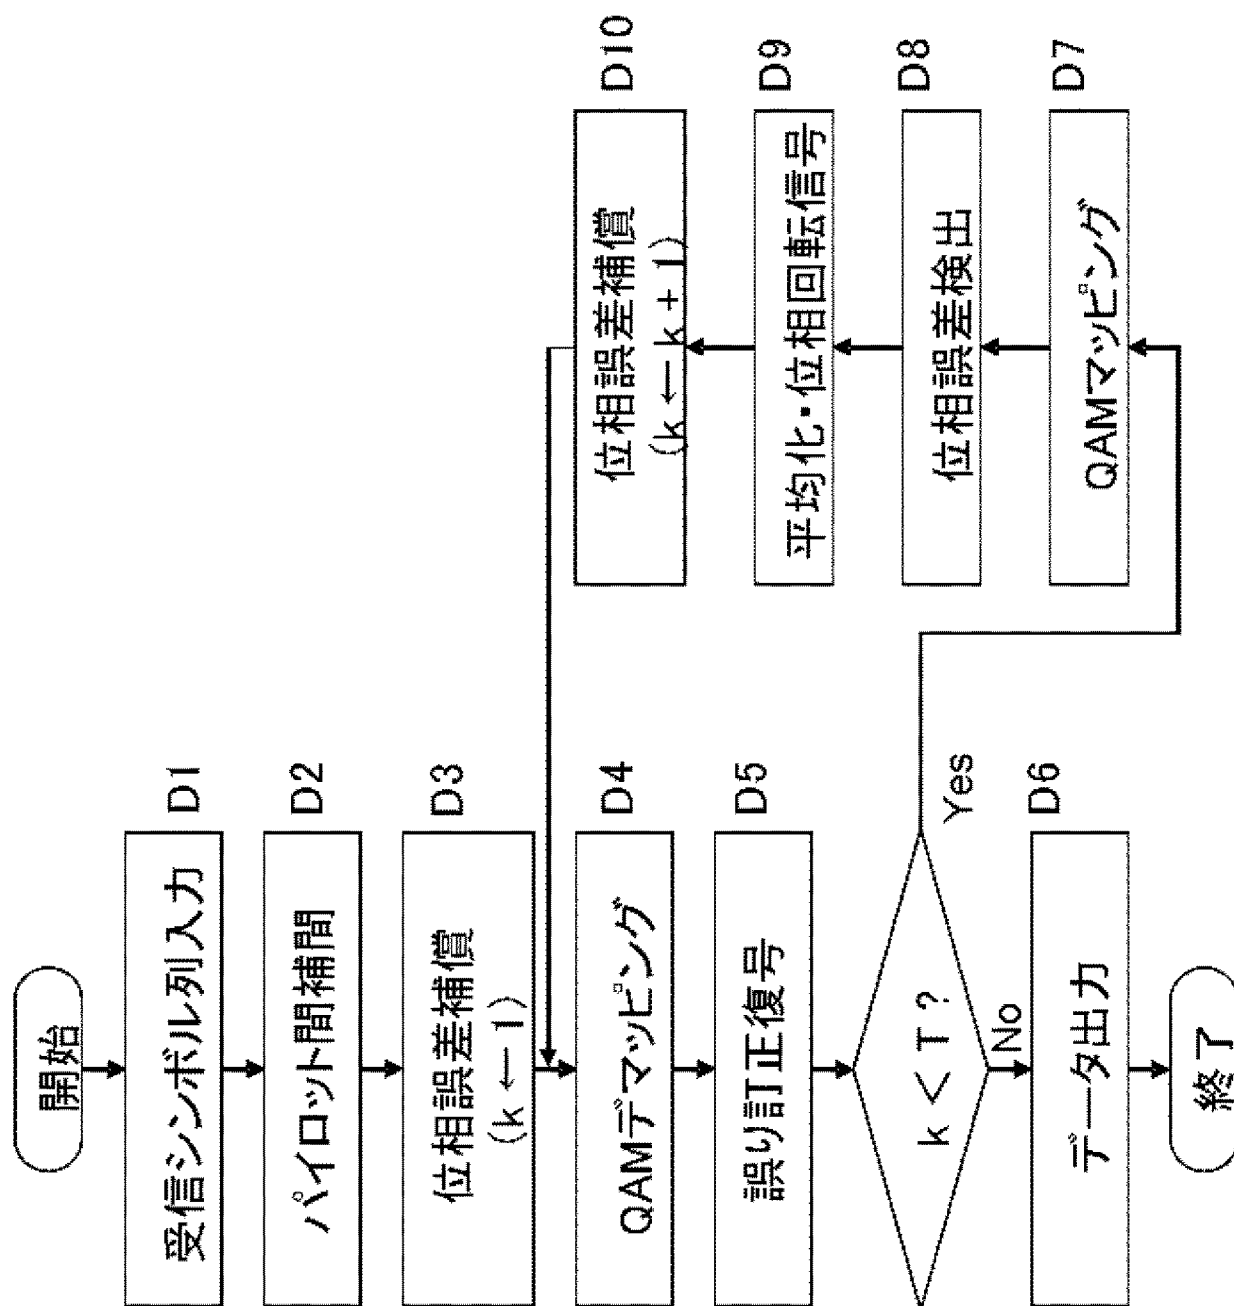 開始
受信シンボル列入力
D1
パイロット間補間
D2
位相誤差補償
(k ← 1)
D3
QAMデマッピング
D4
誤り訂正復号
D5
k < T ?
Yes
No
データ出力
D6
終了
QAMマッピング
D7
位相誤差検出
D8
平均化・位相回転信号
D9
位相誤差補償
(k ← k + 1)
D10